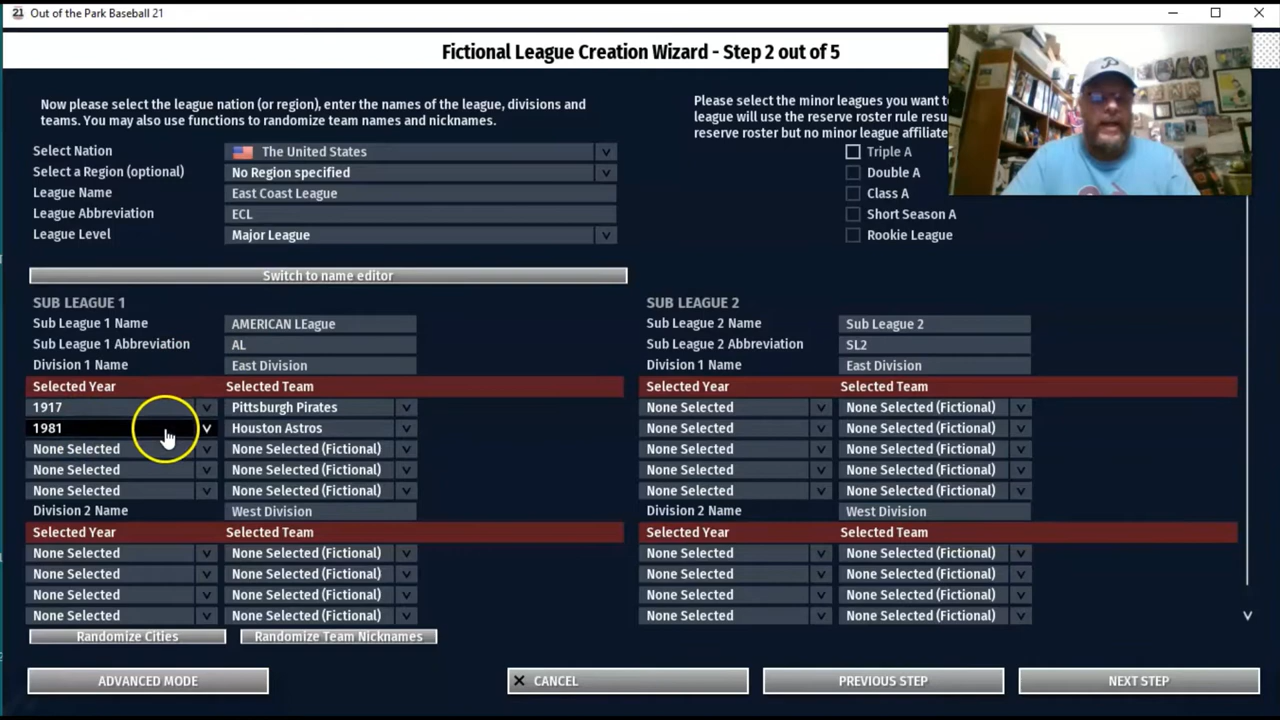 21 Out of the Park Baseball 21
Fictional League Creation Wizard - Step 2 out of 5
Now please select the league nation (or region), enter the names of the league, divisions and
teams. You may also use functions to randomize team names and nicknames.
Please select the minor leagues you want t
league will use the reserve roster rule resu
reserve roster but no minor league affiliate
Select Nation The United States
Select a Region (optional) No Region specified
League Name East Coast League
League Abbreviation ECL
League Level Major League
Triple A
Double A
Class A
Short Season A
Rookie League
Switch to name editor
SUB LEAGUE 1
Sub League 1 Name AMERICAN LEague
Sub League 1 Abbreviation AL
Division 1 Name East Division
Selected Year Selected Team
1917 Pittsburgh Pirates
1981 Houston Astros
None Selected None Selected (Fictional)
None Selected None Selected (Fictional)
None Selected None Selected (Fictional)
Division 2 Name West Division
Selected Year Selected Team
None Selected None Selected (Fictional)
None Selected None Selected (Fictional)
None Selected None Selected (Fictional)
None Selected None Selected (Fictional)
SUB LEAGUE 2
Sub League 2 Name Sub League 2
Sub League 2 Abbreviation SL2
Division 1 Name East Division
Selected Year Selected Team
None Selected None Selected (Fictional)
None Selected None Selected (Fictional)
None Selected None Selected (Fictional)
None Selected None Selected (Fictional)
None Selected None Selected (Fictional)
Division 2 Name West Division
Selected Year Selected Team
None Selected None Selected (Fictional)
None Selected None Selected (Fictional)
None Selected None Selected (Fictional)
None Selected None Selected (Fictional)
Randomize Cities Randomize Team Nicknames
ADVANCED MODE CANCEL PREVIOUS STEP NEXT STEP